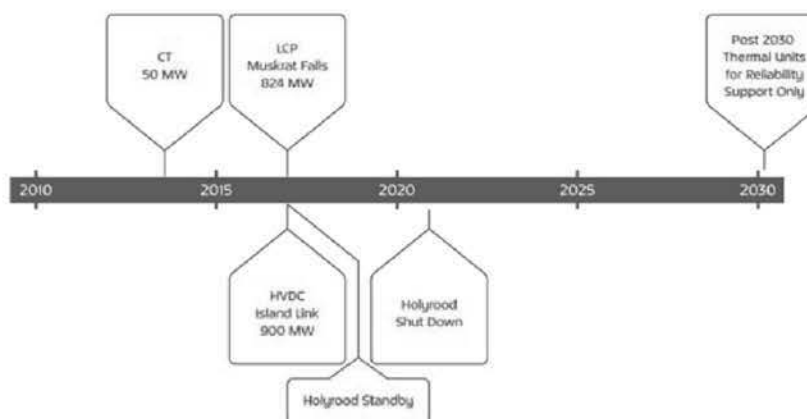 CT
50 MW
LCP
Muskrat Falls
824 MW
Post 2030
Thermal Units
for Reliability
Support Only
2010
2015
2020
2025
2030
HVDC
Island Link
900 MW
Holyrood
Shut Down
Holyrood Standby